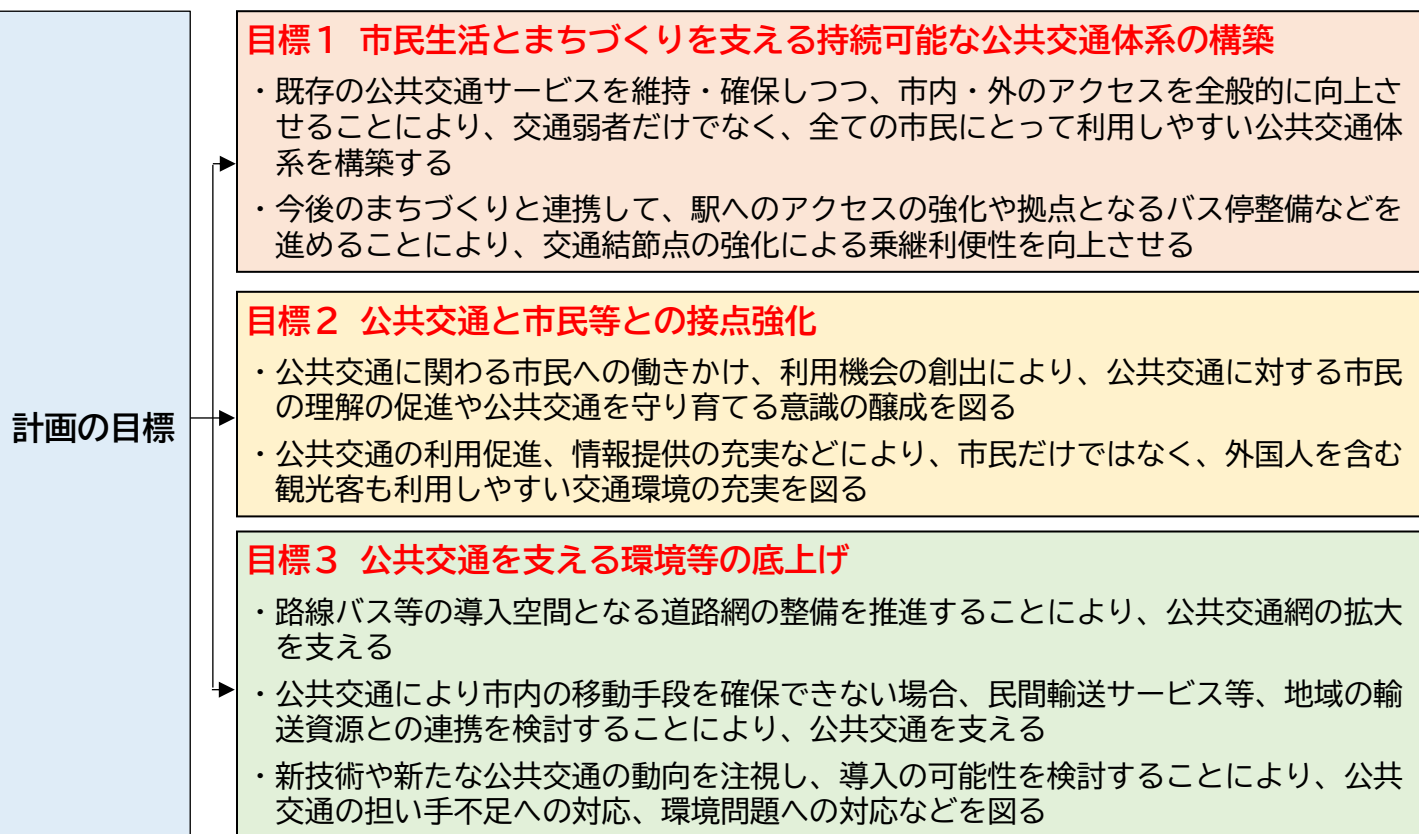 計画の目標
目標１ 市民生活とまちづくりを支える持続可能な公共交通体系の構築
・既存の公共交通サービスを維持・確保しつつ、市内・外のアクセスを全般的に向上さ
せることにより、交通弱者だけでなく、全ての市民にとって利用しやすい公共交通体
系を構築する
・今後のまちづくりと連携して、駅へのアクセスの強化や拠点となるバス停整備などを
進めることにより、交通結節点の強化による乗継利便性を向上させる
目標２ 公共交通と市民等との接点強化
・公共交通に関わる市民への働きかけ、利用機会の創出により、公共交通に対する市民
の理解の促進や公共交通を守り育てる意識の醸成を図る
・公共交通の利用促進、情報提供の充実などにより、市民だけではなく、外国人を含む
観光客も利用しやすい交通環境の充実を図る
目標３ 公共交通を支える環境等の底上げ
・路線バス等の導入空間となる道路網の整備を推進することにより、公共交通網の拡大
を支える
・公共交通により市内の移動手段を確保できない場合、民間輸送サービス等、地域の輸
送資源との連携を検討することにより、公共交通を支える
・新技術や新たな公共交通の動向を注視し、導入の可能性を検討することにより、公共
交通の担い手不足への対応、環境問題への対応などを図る